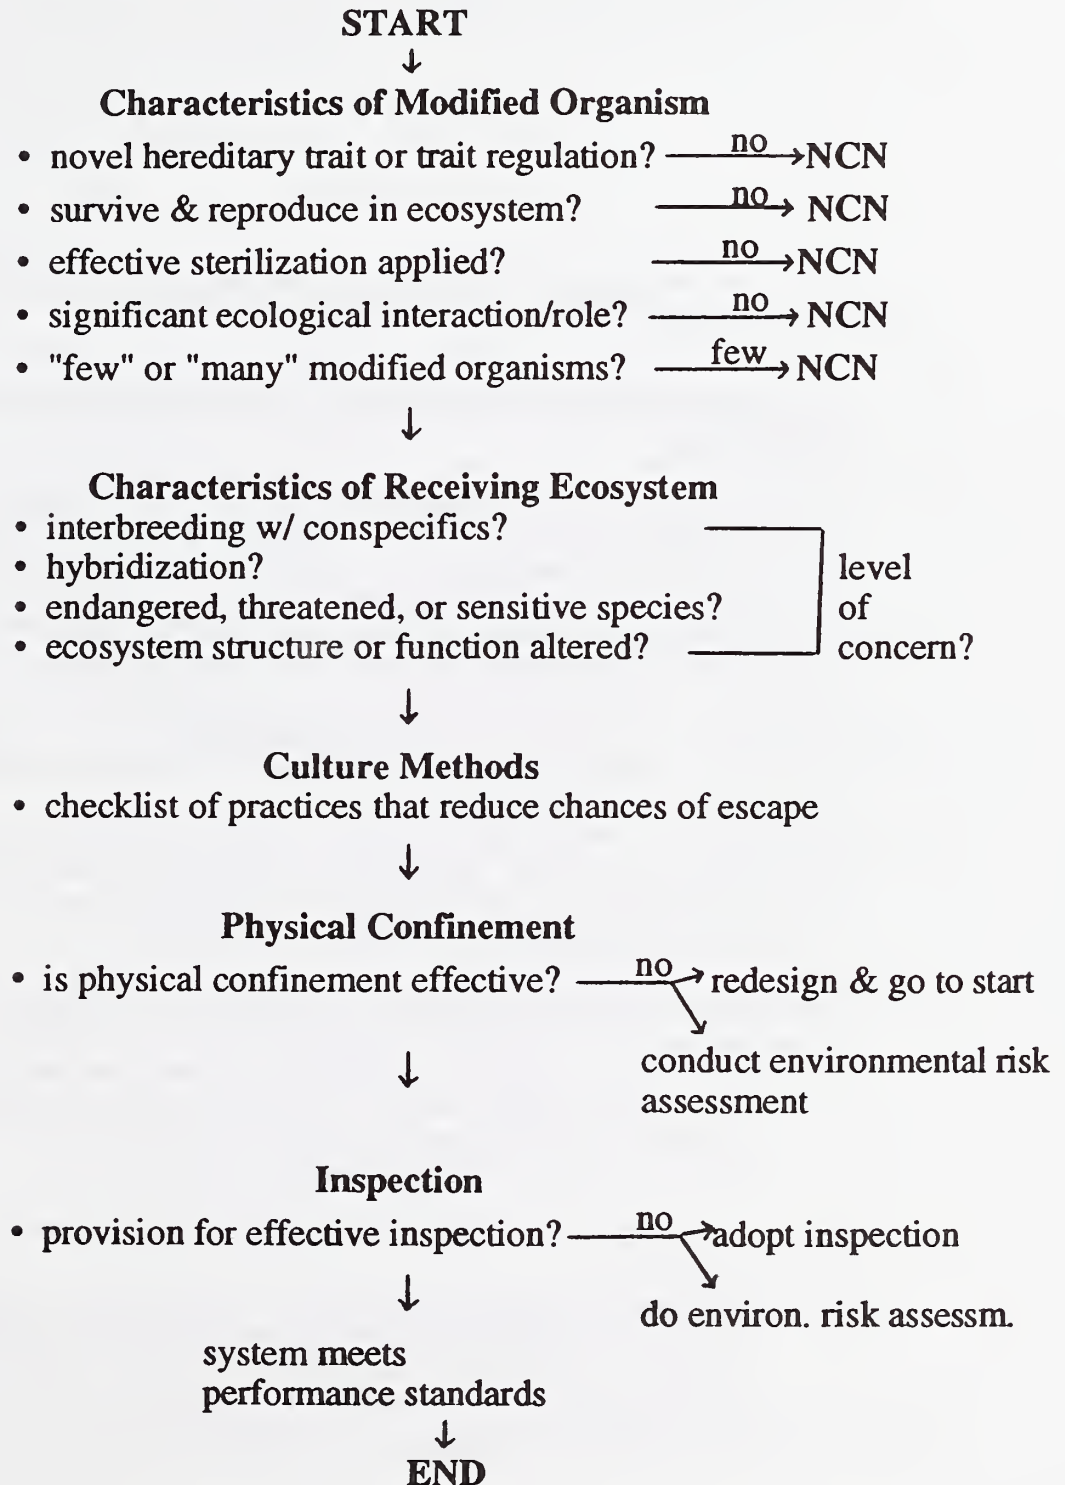 START
↓
Characteristics of Modified Organism
• novel hereditary trait or trait regulation? no → NCN
• survive & reproduce in ecosystem? no → NCN
• effective sterilization applied? no → NCN
• significant ecological interaction/role? no → NCN
• "few" or "many" modified organisms? few → NCN
↓
Characteristics of Receiving Ecosystem
• interbreeding w/ conspecifics?
• hybridization? level
• endangered, threatened, or sensitive species? of
• ecosystem structure or function altered? concern?
↓
Culture Methods
• checklist of practices that reduce chances of escape
↓
Physical Confinement
• is physical confinement effective? no → redesign & go to start
conduct environmental risk
assessment
↓
Inspection
• provision for effective inspection? no → adopt inspection
do environ. risk assessm.
↓
system meets
performance standards
↓
END